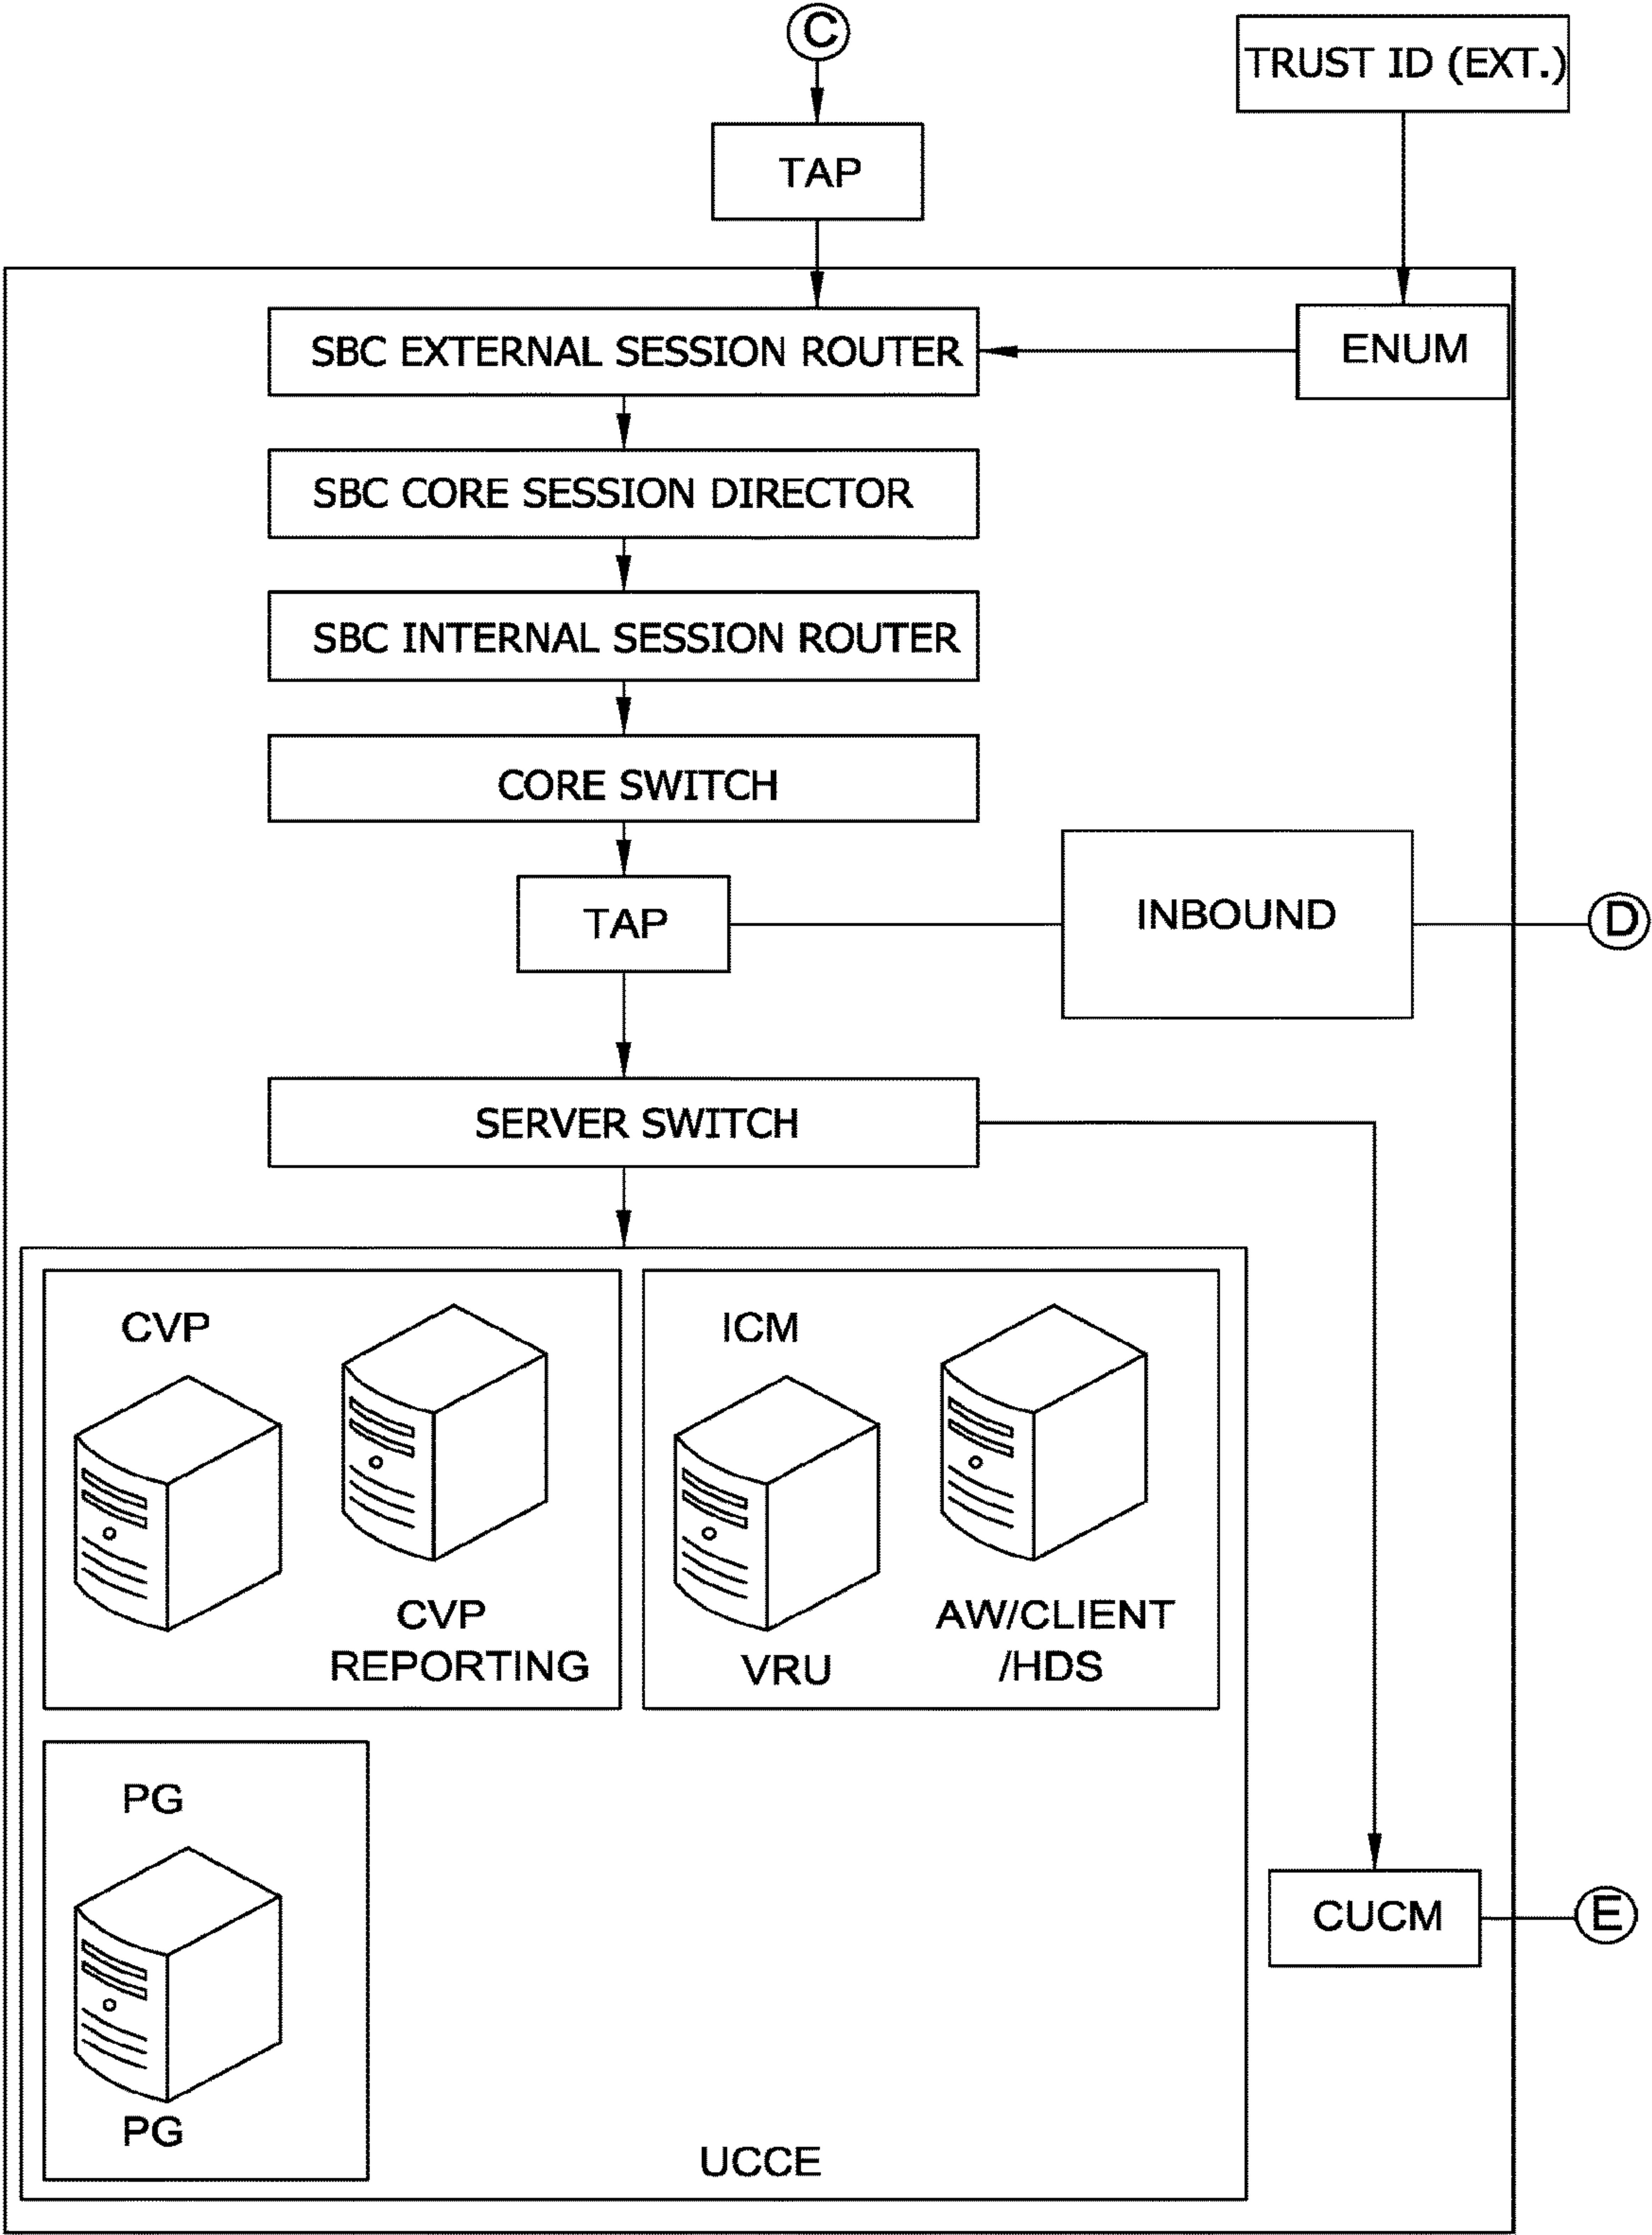 C
TRUST ID (EXT.)
TAP
SBC EXTERNAL SESSION ROUTER
ENUM
SBC CORE SESSION DIRECTOR
SBC INTERNAL SESSION ROUTER
CORE SWITCH
TAP
INBOUND
D
SERVER SWITCH
CVP
CVP
REPORTING
ICM
VRU
AW/CLIENT
/HDS
PG
PG
UCCE
CUCM
E